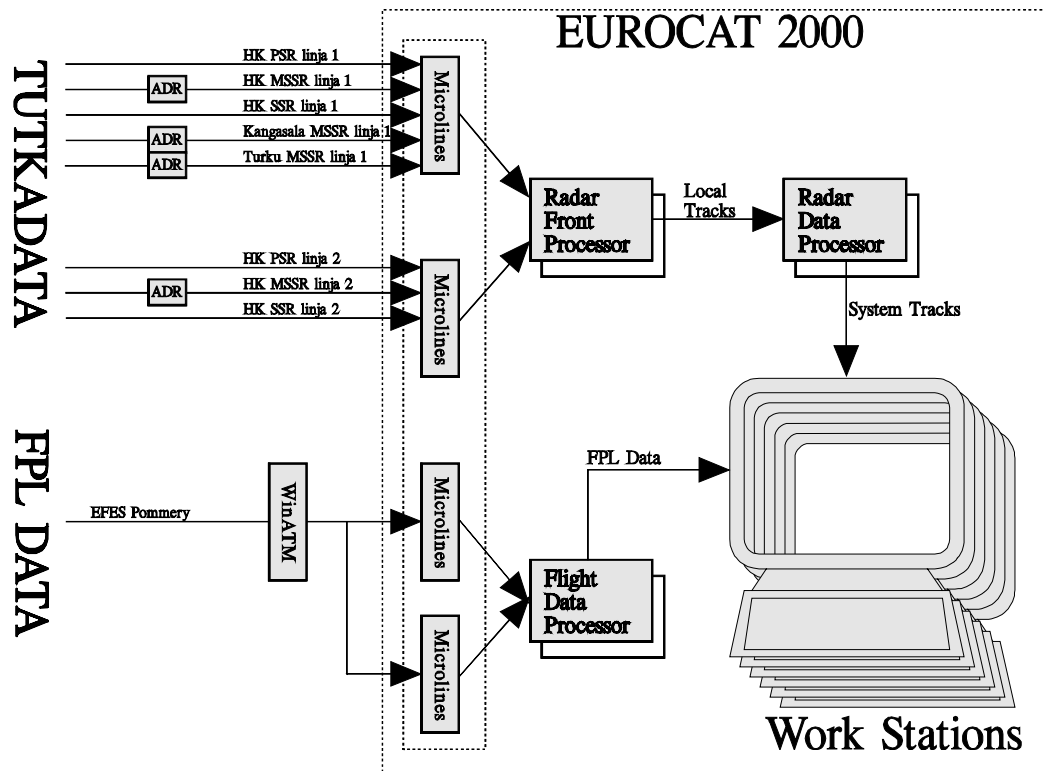 EUROCAT 2000
TUTKADATA
HK PSR linja 1
ADR
HK MSSR linja 1
HK SSR linja 1
ADR
Kangasala MSSR linja 1
ADR
Turku MSSR linja 1
Microlines
HK PSR linja 2
ADR
HK MSSR linja 2
HK SSR linja 2
Microlines
Radar
Front
Processor
Local
Tracks
Radar
Data
Processor
System Tracks
FPL DATA
EFES Pommery
WinATM
Microlines
Microlines
Flight
Data
Processor
FPL Data
Work Stations